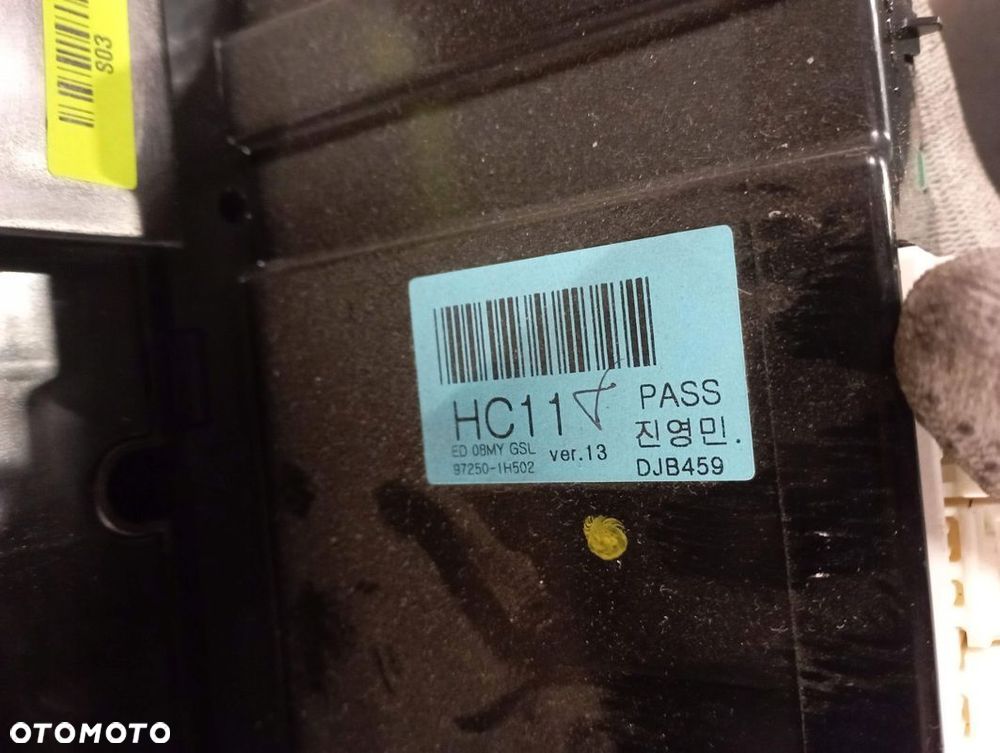 S03
HC11
PASS
ED 08MY GSL
ver.13
진영민.
97250-1H502
DJB459
OTOMOTO